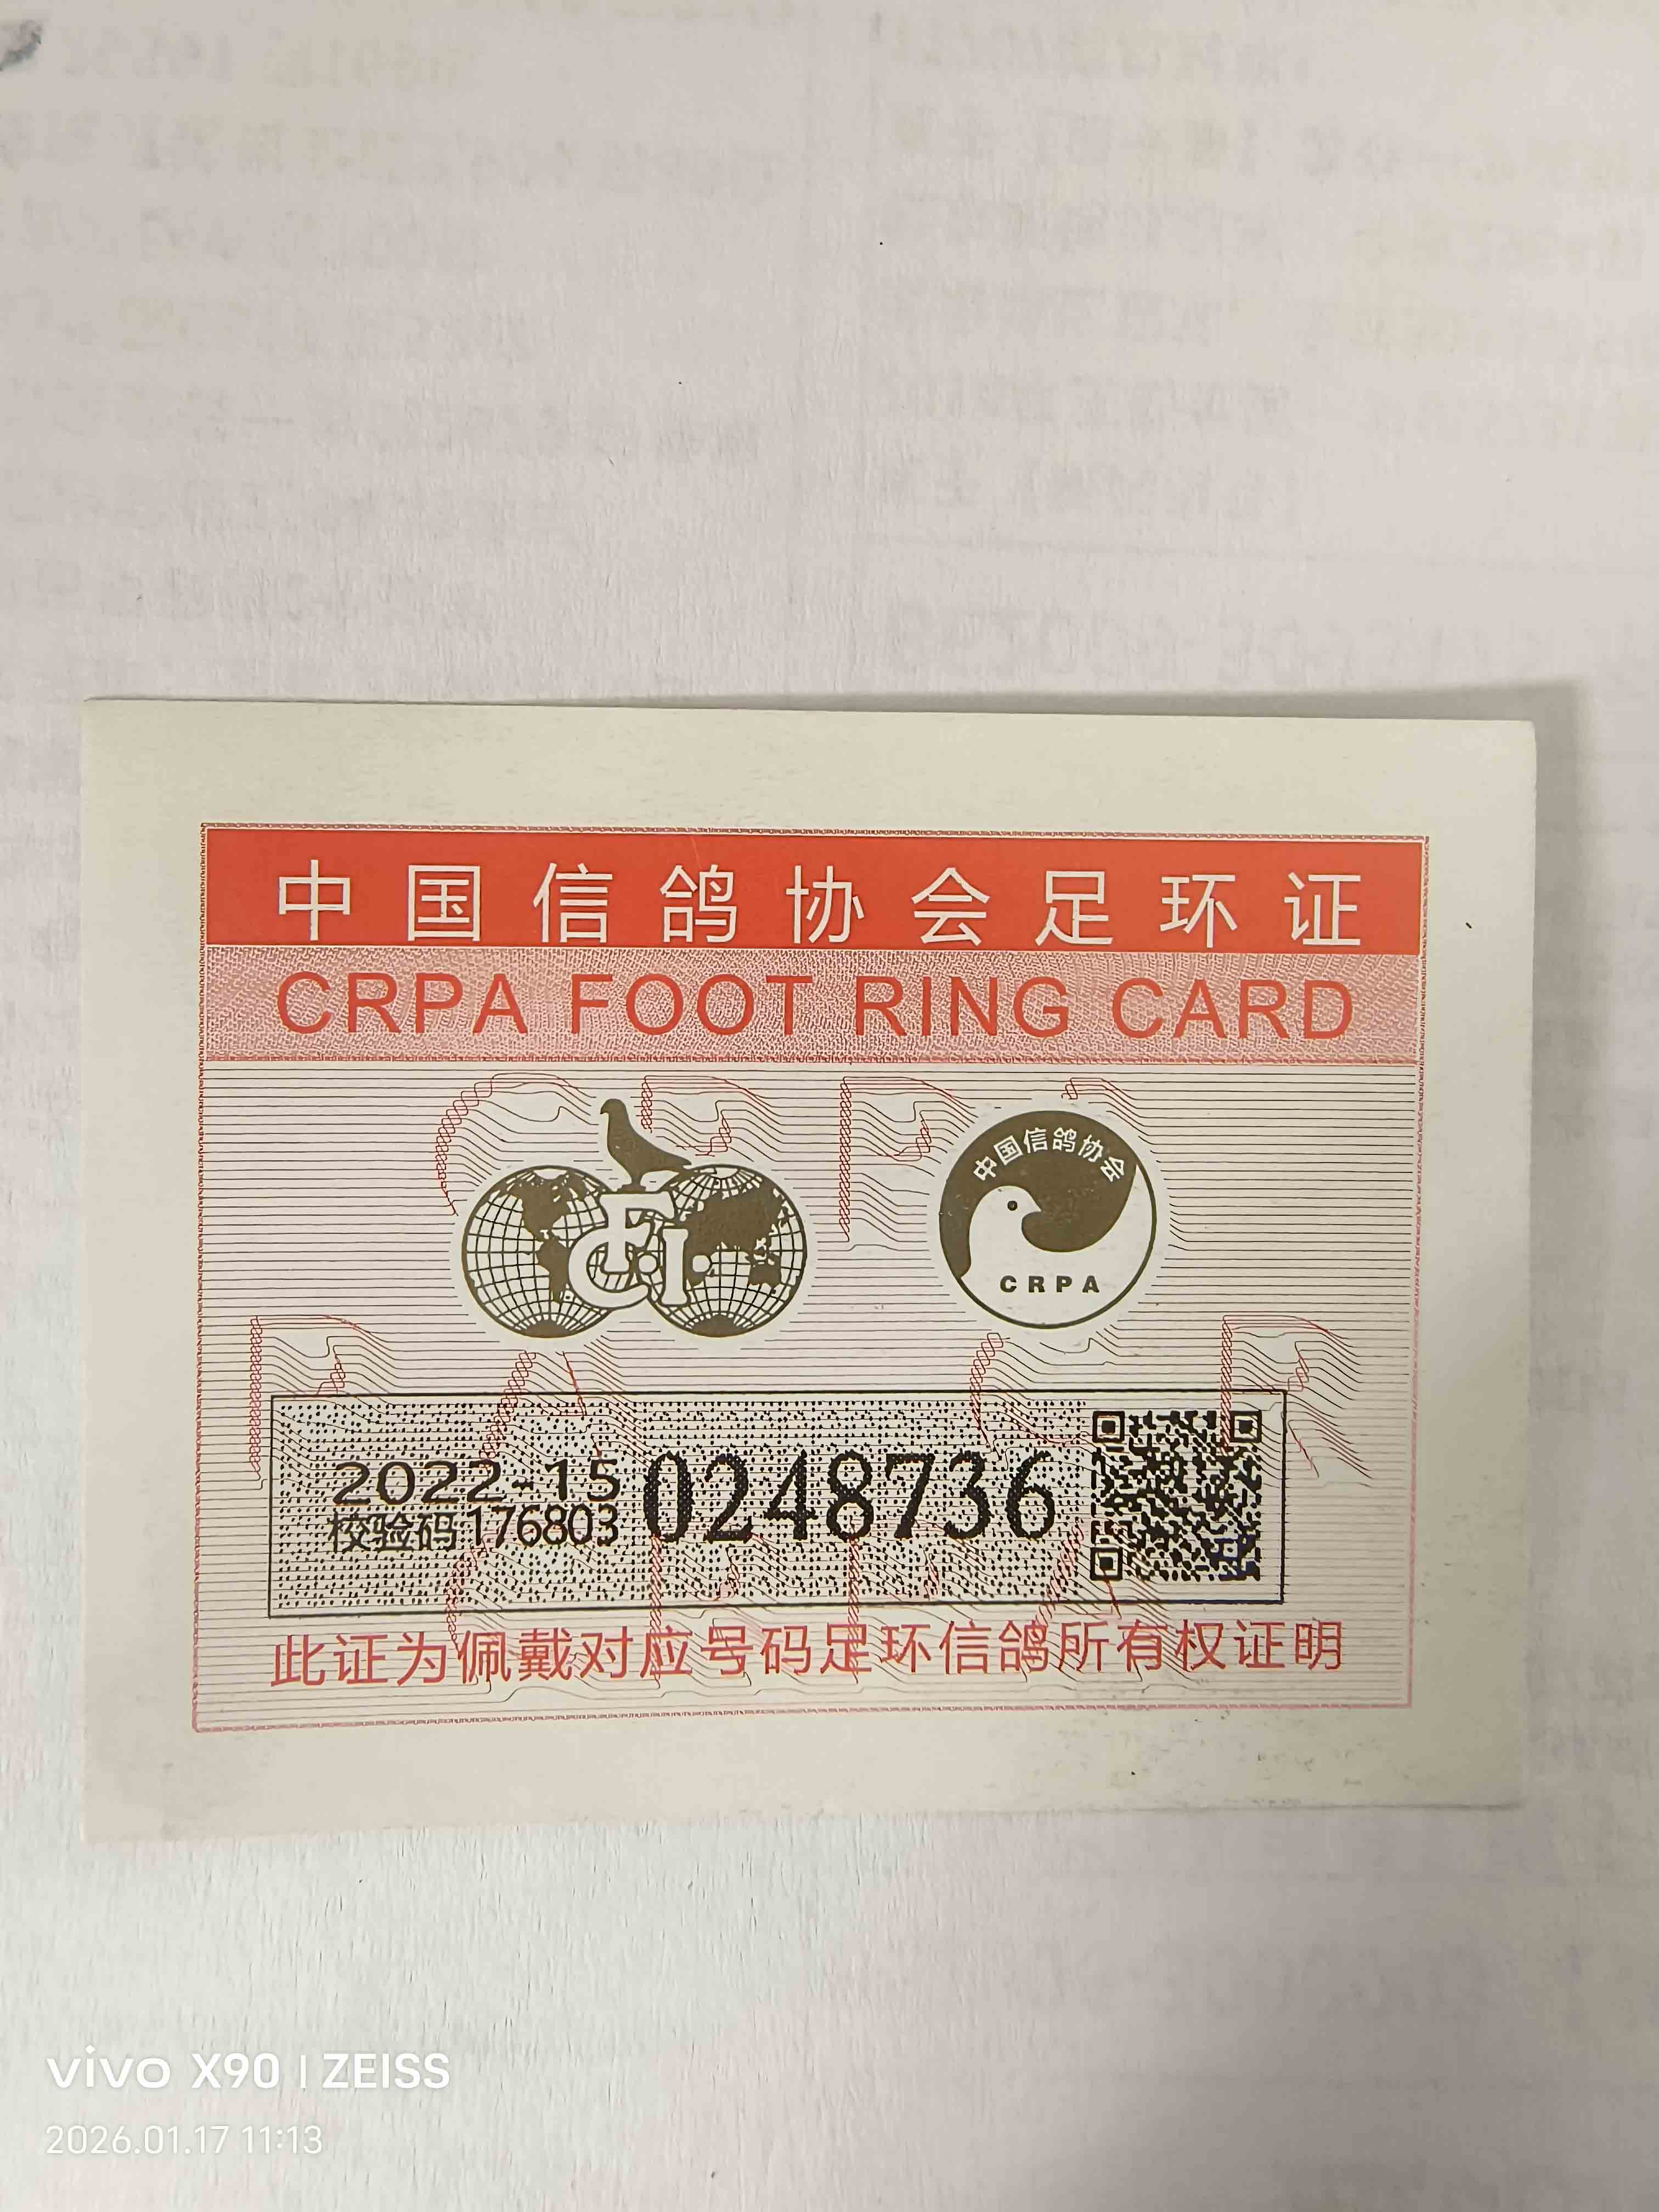 中国信鸽协会足环证
CRPA FOOT RING CARD
FCI
中国信鸽协会
CRPA
2022-15 0248736
校验码176803
此证为佩戴对应号码足环信鸽所有权证明
vivo X90 | ZEISS
2026.01.17 11:13